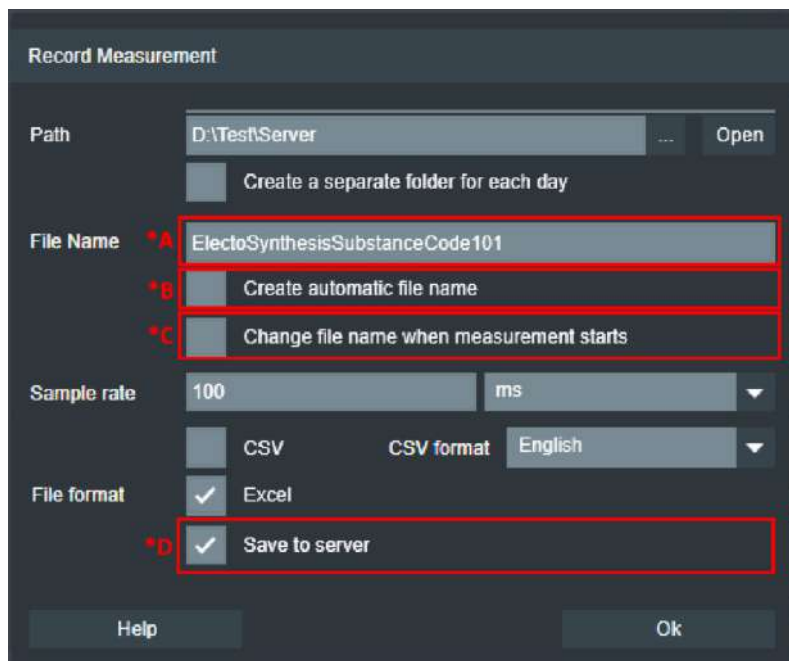 Record Measurement
Path D:\Test\Server ... Open
Create a separate folder for each day
File Name *A ElectoSynthesisSubstanceCode101
*B Create automatic file name
*C Change file name when measurement starts
Sample rate 100 ms
CSV CSV format English
File format Excel
*D Save to server
Help Ok